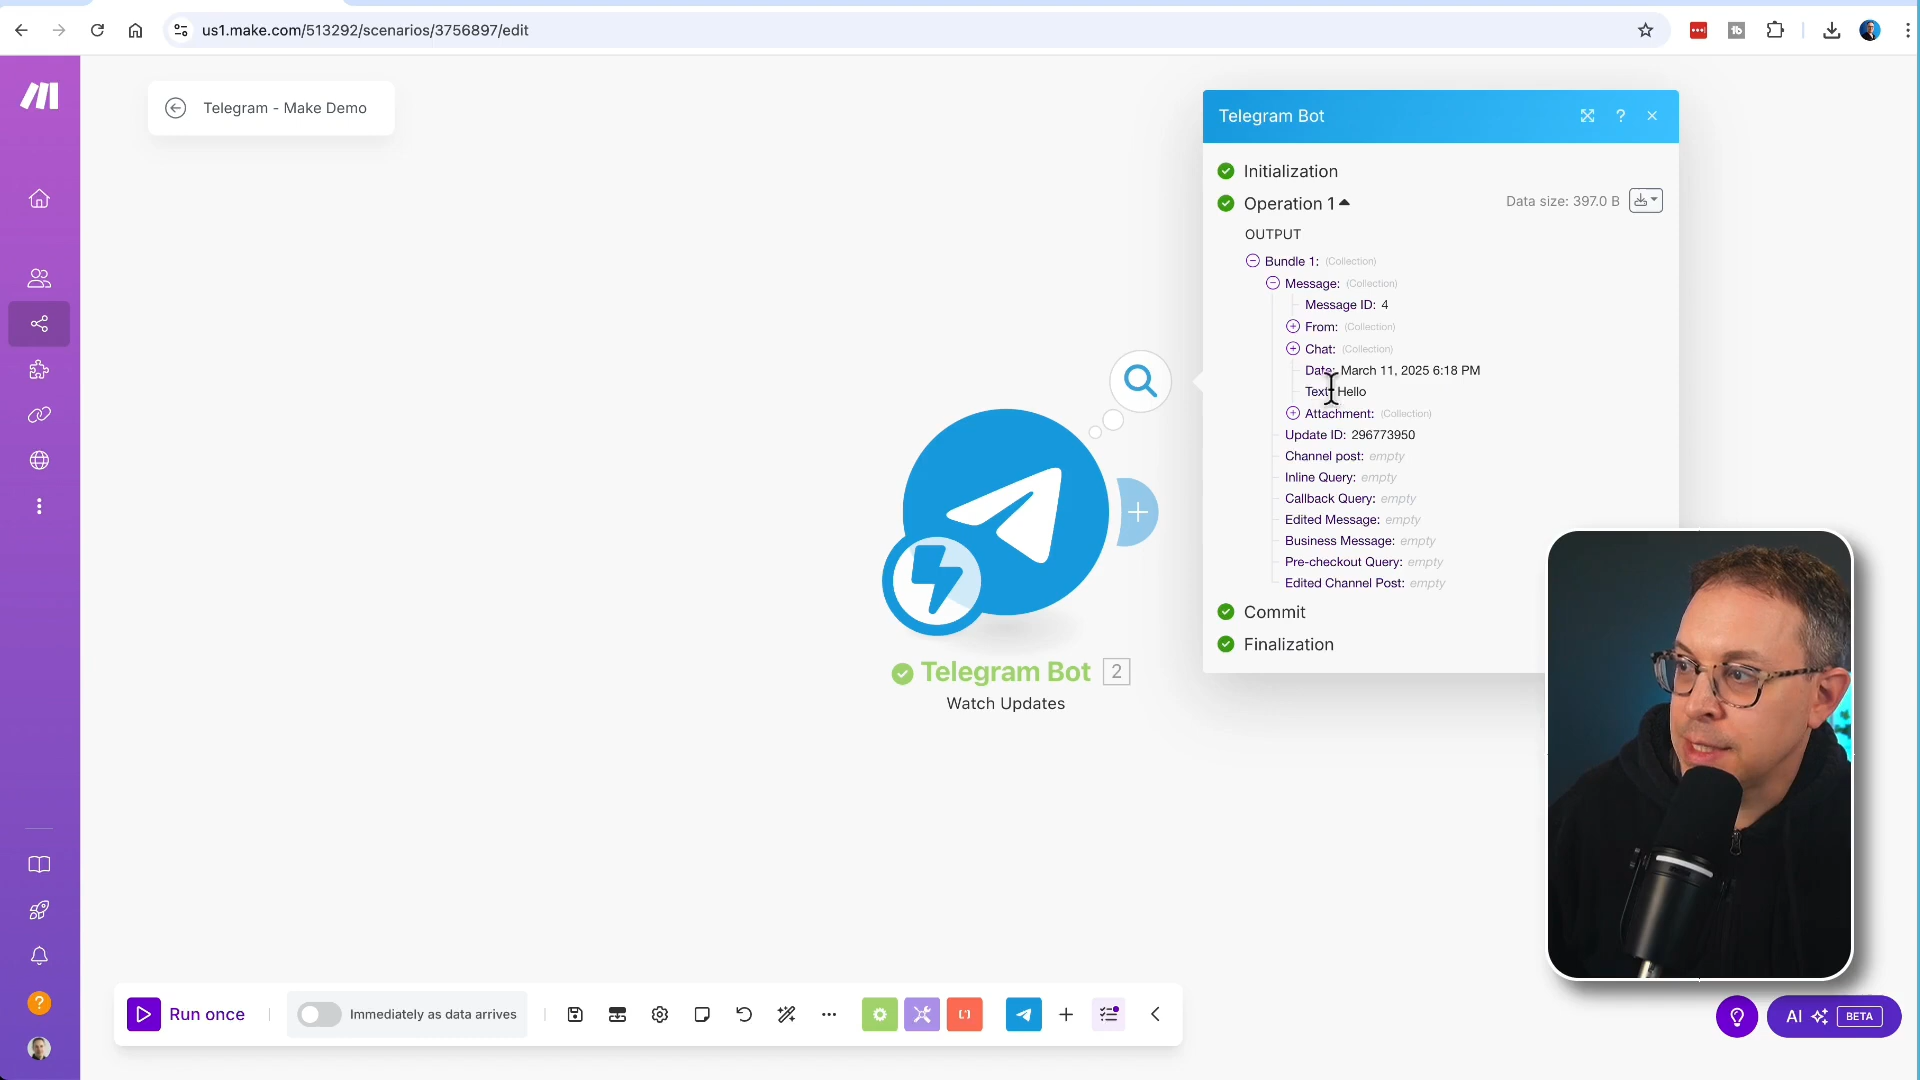 us1.make.com/513292/scenarios/3756897/edit
Telegram - Make Demo
Telegram Bot
?
Initialization
Operation 1
Data size: 397.0 B
OUTPUT
Bundle 1: (Collection)
Message: (Collection)
Message ID: 4
From: (Collection)
Chat: (Collection)
Date: March 11, 2025 6:18 PM
Text: Hello
Attachment: (Collection)
Update ID: 296773950
Channel post: empty
Inline Query: empty
Callback Query: empty
Edited Message: empty
Business Message: empty
Pre-checkout Query: empty
Edited Channel Post: empty
Commit
Finalization
Telegram Bot 2
Watch Updates
?
Run once
Immediately as data arrives
AI BETA